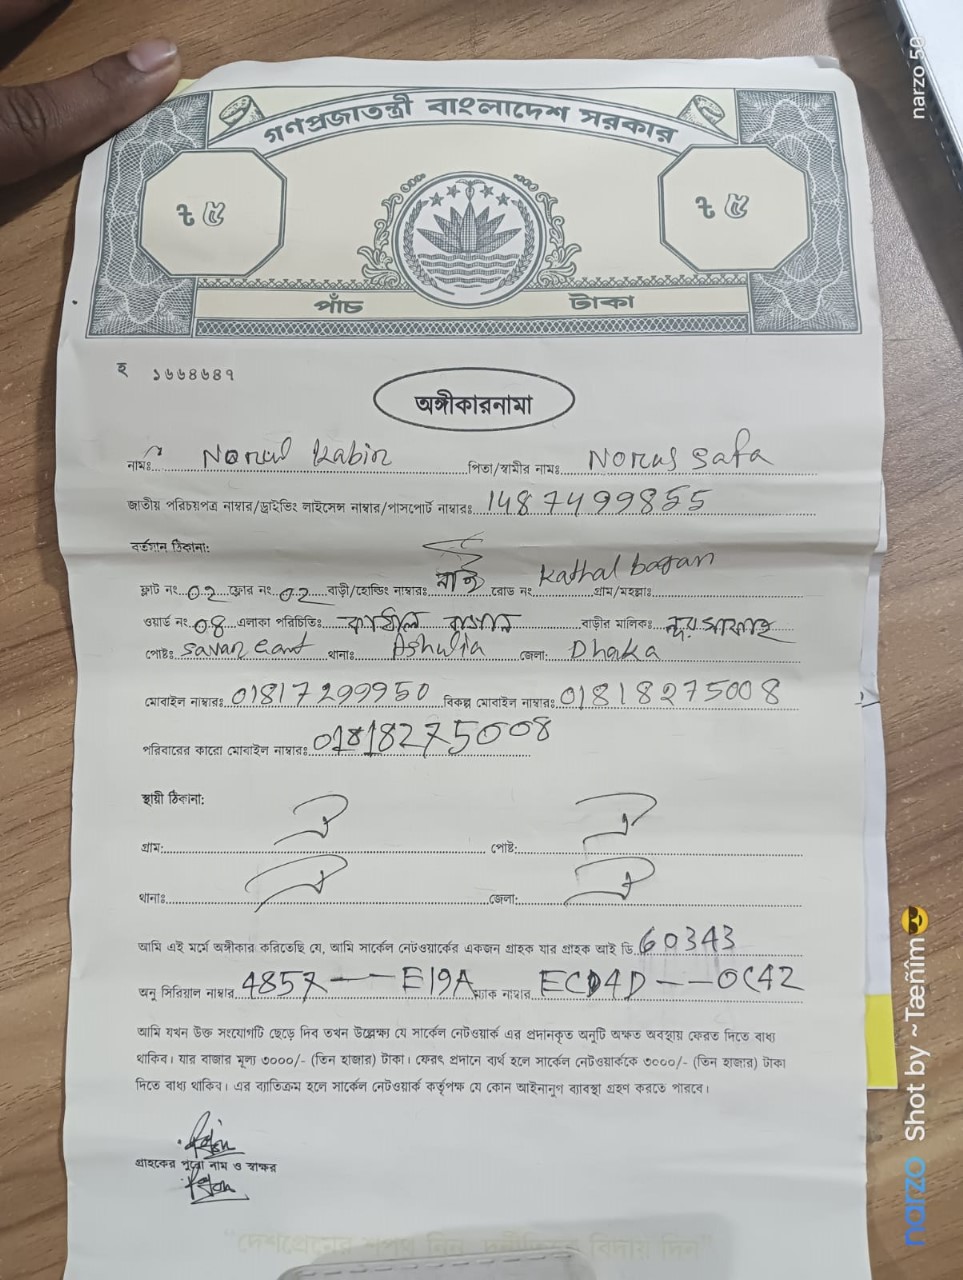 গণপ্রজাতন্ত্রী বাংলাদেশ সরকার
৳ ৫ ৳ ৫
পাঁচ টাকা
হ ১৬৬৪৬৪৭
অঙ্গীকারনামা
নামঃ Norul Kabir পিতা/স্বামীর নামঃ Norus Safa
জাতীয় পরিচয়পত্র নাম্বার/ড্রাইভিং লাইসেন্স নাম্বার/পাসপোর্ট নাম্বারঃ 1487499855
বর্তমান ঠিকানা:
ফ্লাট নং. 02 ফ্লোর নং. 02 বাড়ী/হোল্ডিং নাম্বারঃ নাই রোড নং. গ্রাম/মহল্লাঃ Kathal bagan
ওয়ার্ড নং. 08 এলাকা পরিচিতিঃ কাঠাল বাগান বাড়ীর মালিকঃ
পোষ্টঃ Savar Cant থানাঃ Ashulia জেলা: Dhaka
মোবাইল নাম্বারঃ 01817299950 বিকল্প মোবাইল নাম্বারঃ 01818275008
পরিবারের কারো মোবাইল নাম্বারঃ 01818275008
স্থায়ী ঠিকানা:
গ্রাম: পোষ্ট:
থানাঃ জেলা:
আমি এই মর্মে অঙ্গীকার করিতেছি যে, আমি সার্কেল নেটওয়ার্কের একজন গ্রাহক যার গ্রাহক আই ডি. 60343
অনু সিরিয়াল নাম্বার 4857 — E19A ম্যাক নাম্বার ECD4D -- 0C42
আমি যখন উক্ত সংযোগটি ছেড়ে দিব তখন উল্লেক্ষ্য যে সার্কেল নেটওয়ার্ক এর প্রদানকৃত অনুটি অক্ষত অবস্থায় ফেরত দিতে বাধ্য
থাকিব। যার বাজার মূল্য ৩০০০/- (তিন হাজার) টাকা। ফেরৎ প্রদানে ব্যর্থ হলে সার্কেল নেটওয়ার্ককে ৩০০০/- (তিন হাজার) টাকা
দিতে বাধ্য থাকিব। এর ব্যাতিক্রম হলে সার্কেল নেটওয়ার্ক কর্তৃপক্ষ যে কোন আইনানুগ ব্যাবস্থা গ্রহণ করতে পারবে।
গ্রাহকের পুরো নাম ও স্বাক্ষর
narzo 50
narzo Shot by ~Tæñîm😎